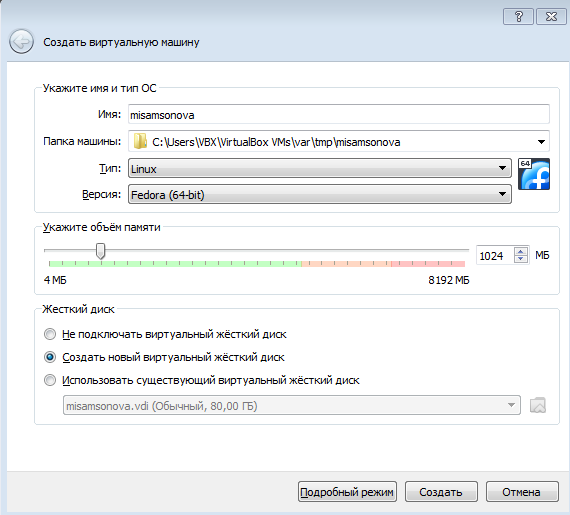 ?
Создать виртуальную машину
Укажите имя и тип ОС
Имя: misamsonova
Папка машины: C:\Users\VBX\VirtualBox VMs\var\tmp\misamsonova
Тип: Linux
64
Версия: Fedora (64-bit)
Укажите объём памяти
1024 МБ
4 МБ 8192 МБ
Жесткий диск
Не подключать виртуальный жёсткий диск
Создать новый виртуальный жёсткий диск
Использовать существующий виртуальный жёсткий диск
misamsonova.vdi (Обычный, 80,00 ГБ)
Подробный режим Создать Отмена